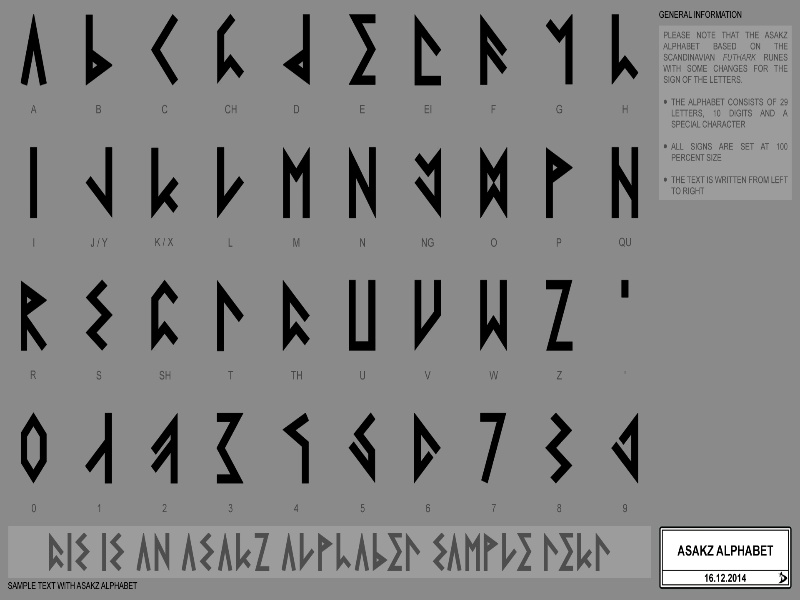 GENERAL INFORMATION
PLEASE NOTE THAT THE ASAKZ
ALPHABET BASED ON THE
SCANDINAVIAN FUTHARK RUNES
WITH SOME CHANGES FOR THE
SIGN OF THE LETTERS.
• THE ALPHABET CONSISTS OF 29
LETTERS, 10 DIGITS AND A
SPECIAL CHARACTER
• ALL SIGNS ARE SET AT 100
PERCENT SIZE
• THE TEXT IS WRITTEN FROM LEFT
TO RIGHT
A B C CH D E EI F G H
I J / Y K / X L M N NG O P QU
R S SH T TH U V W Z '
0 1 2 3 4 5 6 7 8 9
SAMPLE TEXT WITH ASAKZ ALPHABET
ASAKZ ALPHABET
16.12.2014